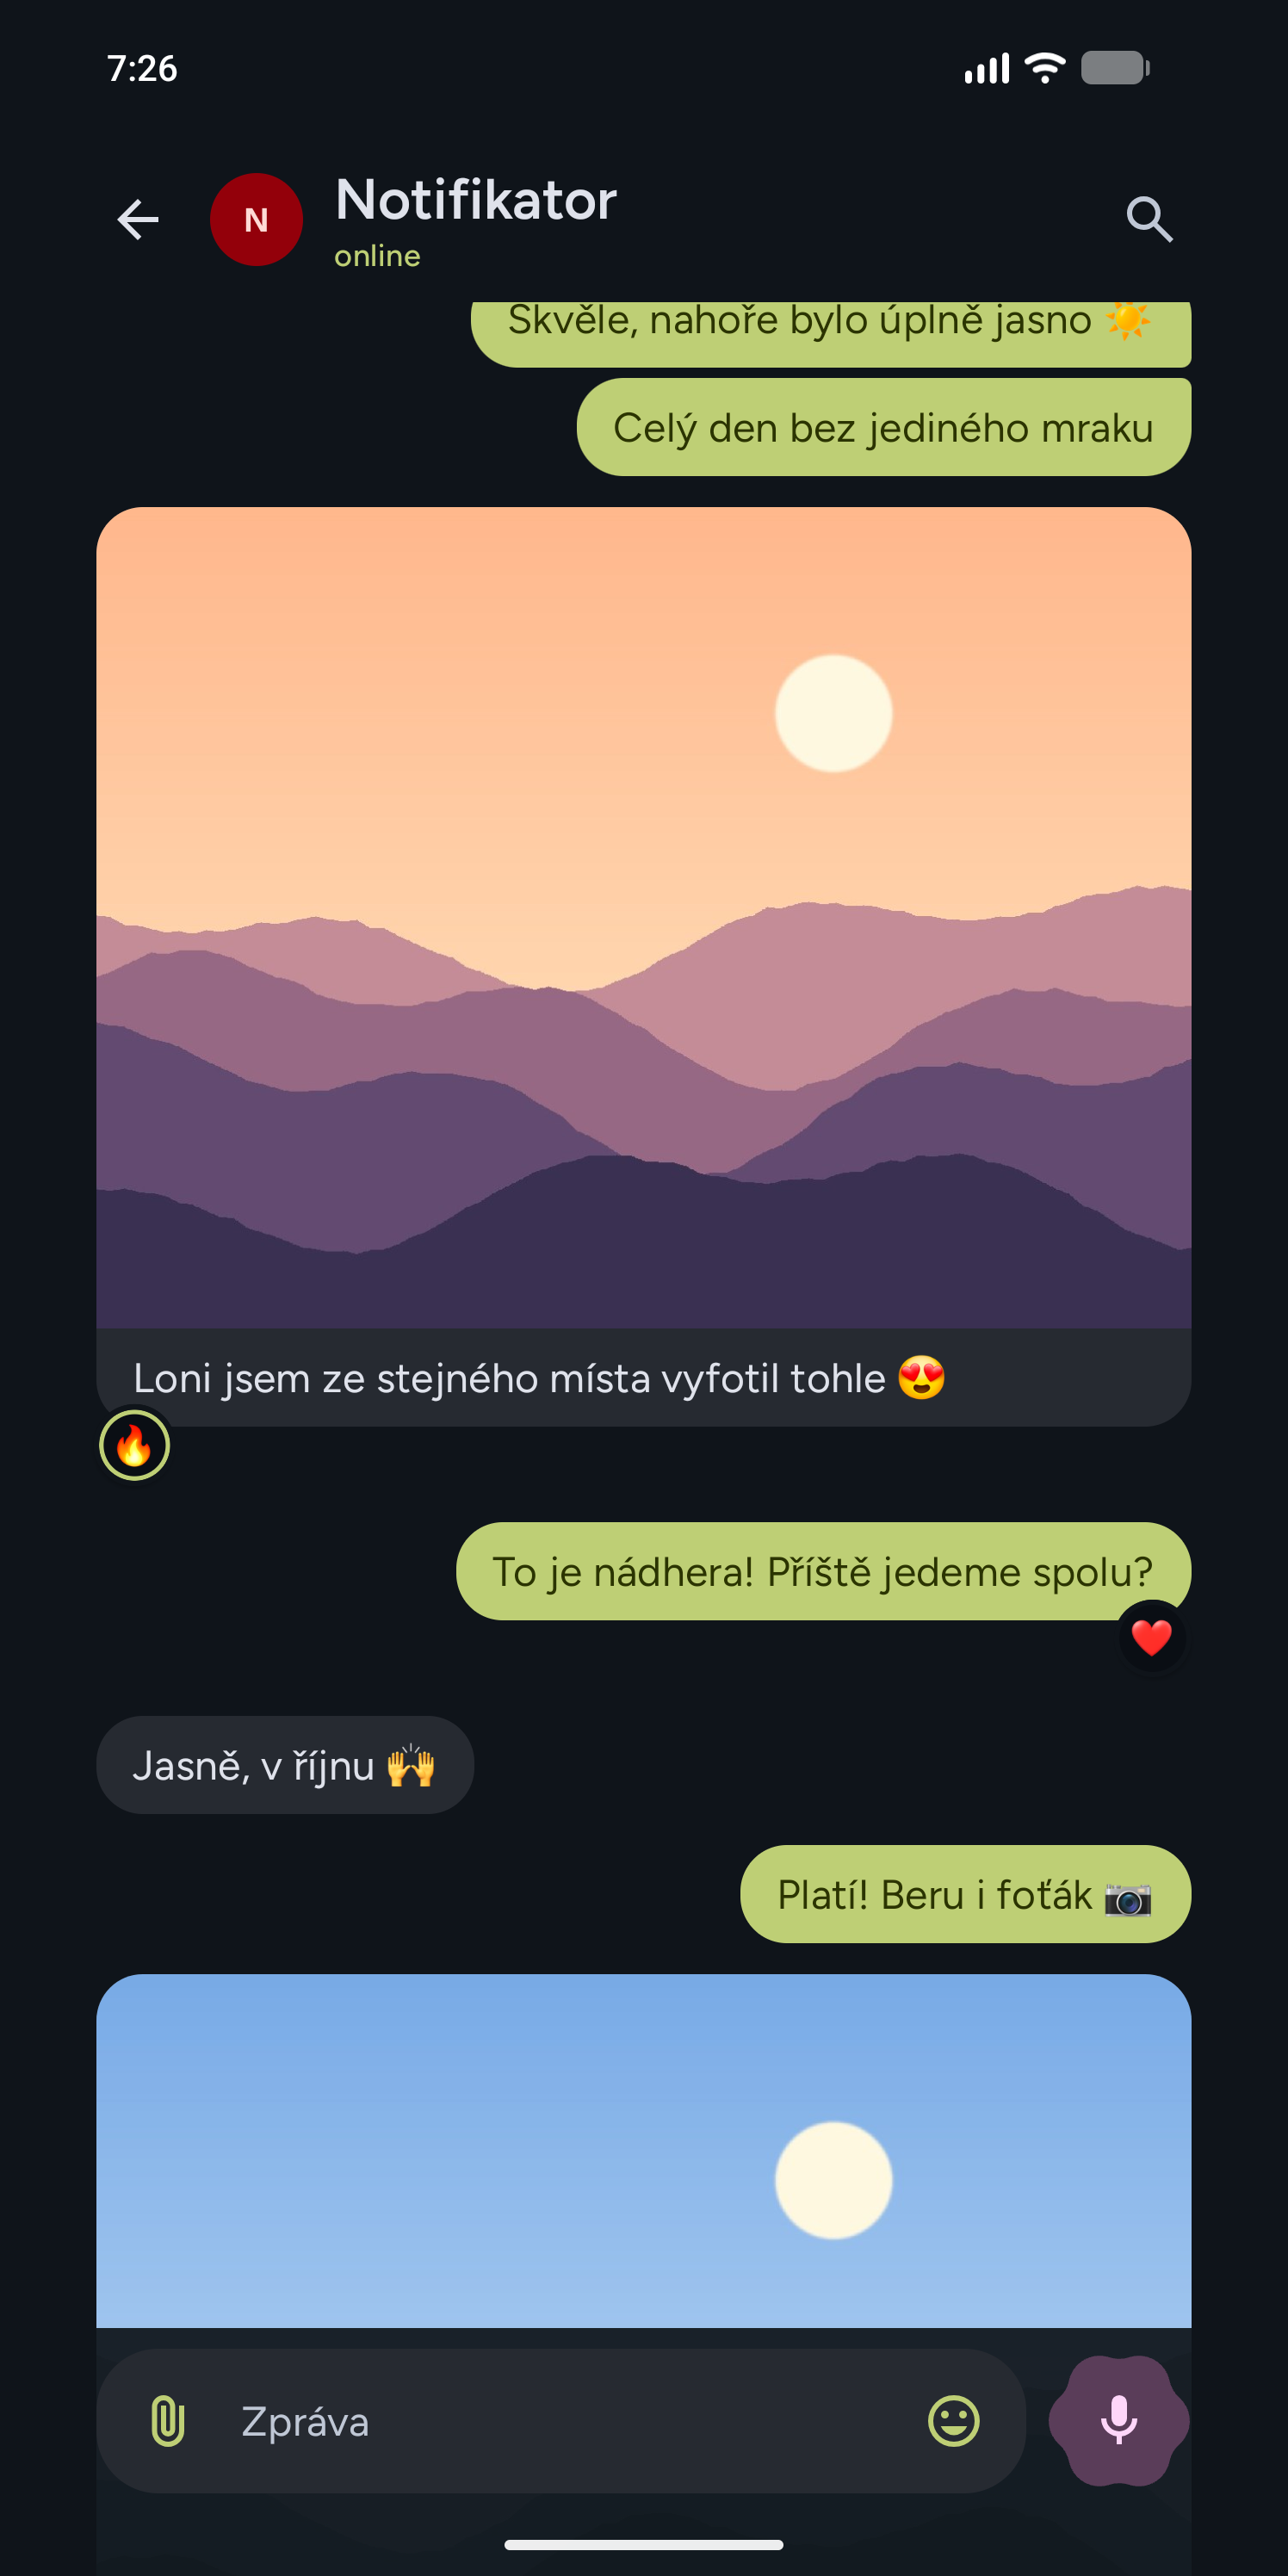 7:26
N
Notifikator
online
Skvěle, nahoře bylo úplně jasno ☀️
Celý den bez jediného mraku
Loni jsem ze stejného místa vyfotil tohle 😍
🔥
To je nádhera! Příště jedeme spolu?
❤️
Jasně, v říjnu 🙌
Platí! Beru i foťák 📷
Zpráva